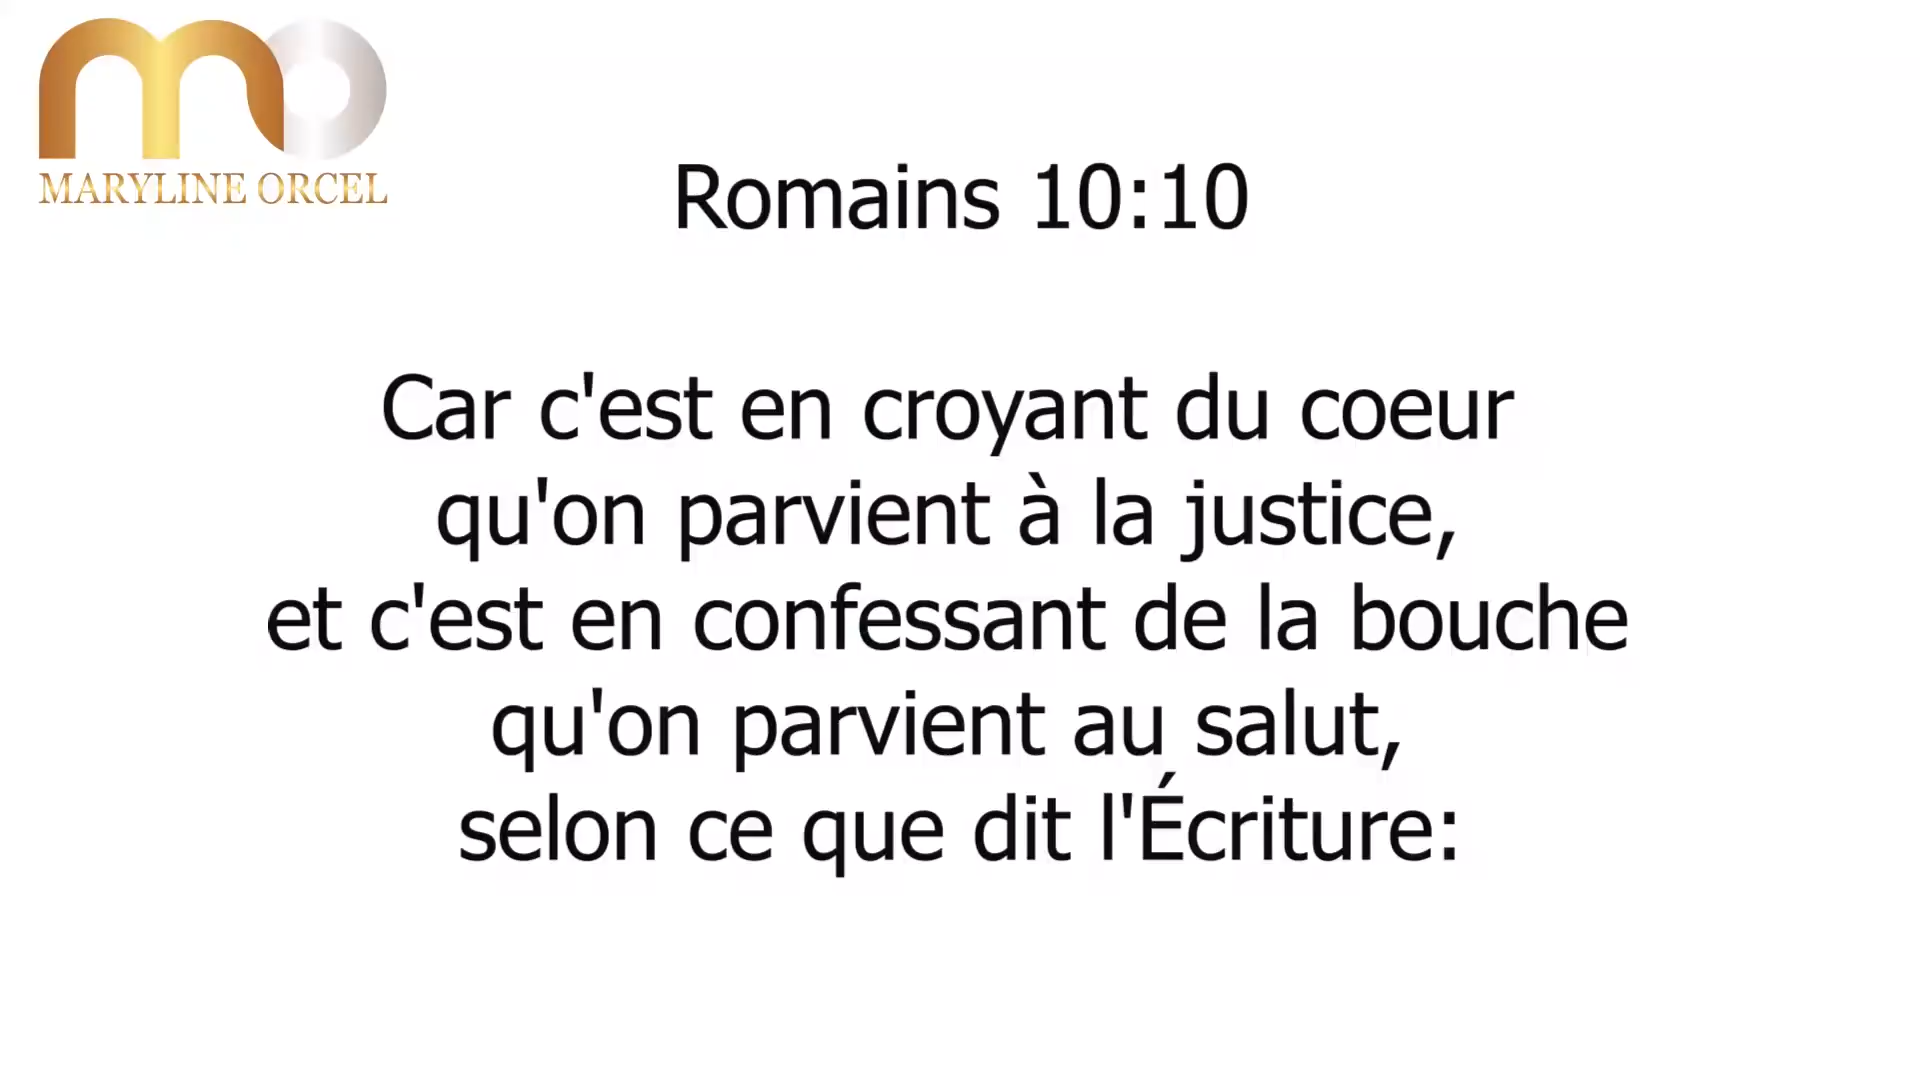 mo
MARYLINE ORCEL
Romains 10:10
Car c'est en croyant du coeur
qu'on parvient à la justice,
et c'est en confessant de la bouche
qu'on parvient au salut,
selon ce que dit l'Écriture: